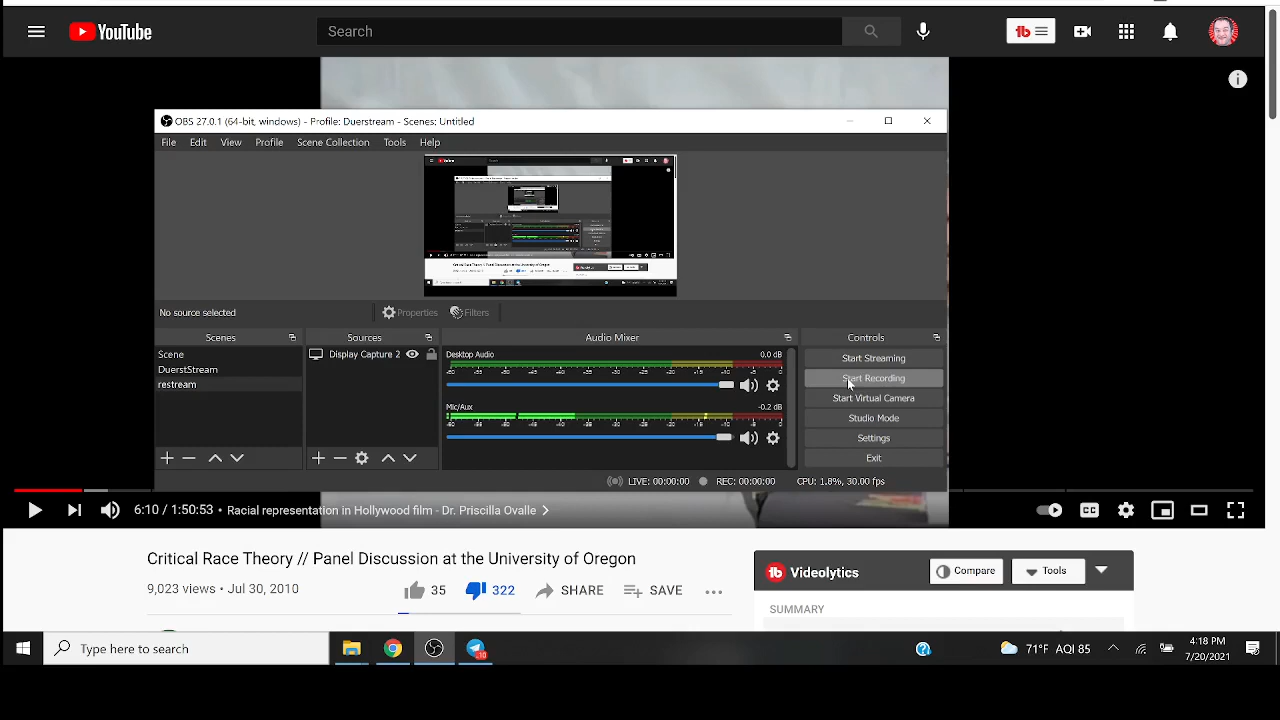 YouTube
Search
OBS 27.0.1 (64-bit, windows) - Profile: Duerstream - Scenes: Untitled
File Edit View Profile Scene Collection Tools Help
No source selected
Properties Filters
Scenes Sources Audio Mixer Controls
Scene
DuerstStream
restream
Display Capture 2
Desktop Audio 0.0 dB
Mic/Aux -0.2 dB
Start Streaming
Start Recording
Start Virtual Camera
Studio Mode
Settings
Exit
LIVE: 00:00:00 REC: 00:00:00 CPU: 1.8%, 30.00 fps
6:10 / 1:50:53 • Racial representation in Hollywood film - Dr. Priscilla Ovalle
CC
Critical Race Theory // Panel Discussion at the University of Oregon
9,023 views • Jul 30, 2010
35 322 SHARE SAVE
Videolytics Compare Tools
SUMMARY
Type here to search
71°F AQI 85
4:18 PM
7/20/2021